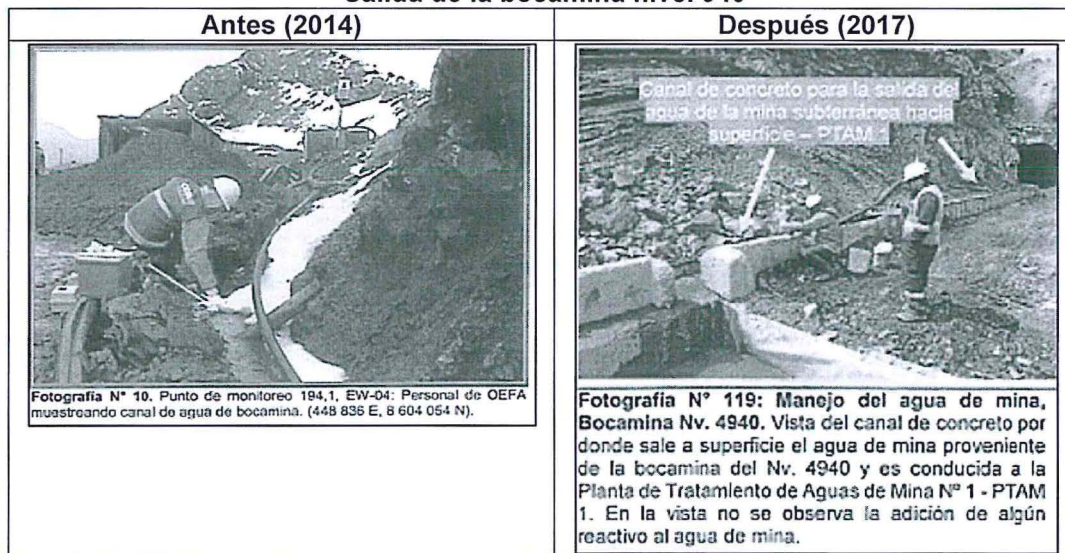 Antes (2014)
Después (2017)
Fotografía N° 10. Punto de monitoreo 194,1, EW-04: Personal de OEFA
muestreando canal de agua de bocamina. (448 836 E, 8 604 054 N).
Canal de concreto para la salida del
agua de la mina subterránea hacia
superficie – PTAM 1
Fotografía N° 119: Manejo del agua de mina,
Bocamina Nv. 4940. Vista del canal de concreto por
donde sale a superficie el agua de mina proveniente
de la bocamina del Nv. 4940 y es conducida a la
Planta de Tratamiento de Aguas de Mina N° 1 - PTAM
1. En la vista no se observa la adición de algún
reactivo al agua de mina.